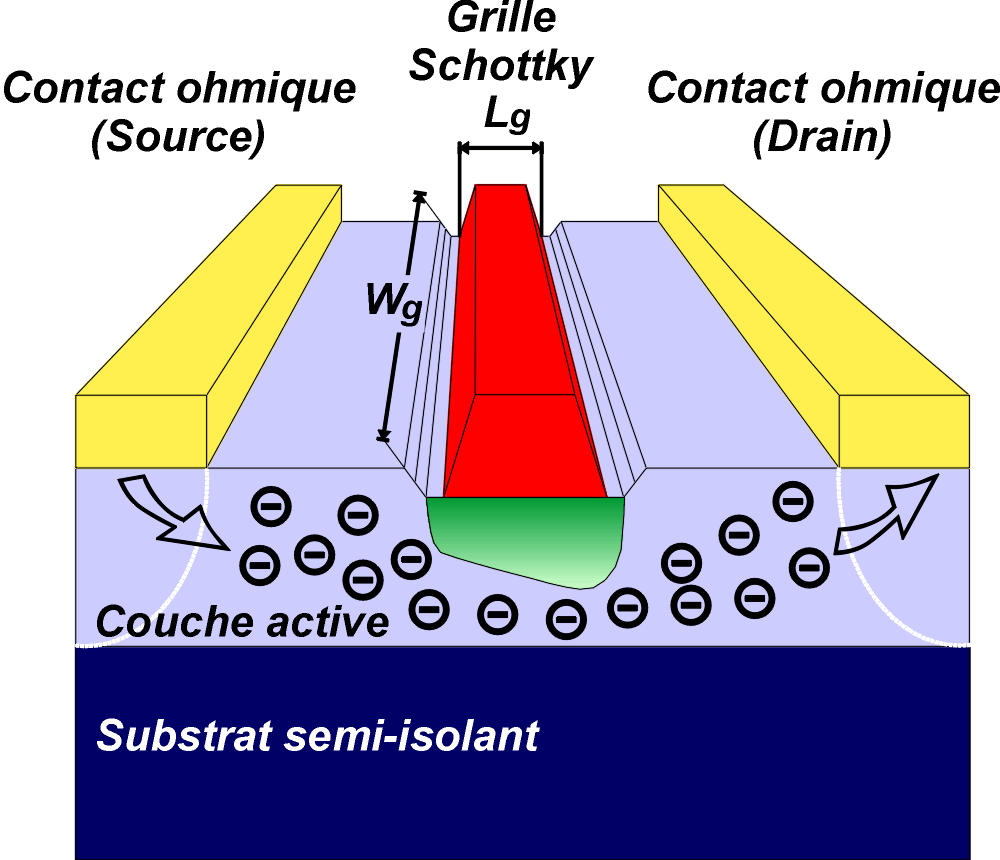 Grille
Schottky
Lg
Contact ohmique
(Source)
Contact ohmique
(Drain)
Wg
Couche active
Substrat semi-isolant